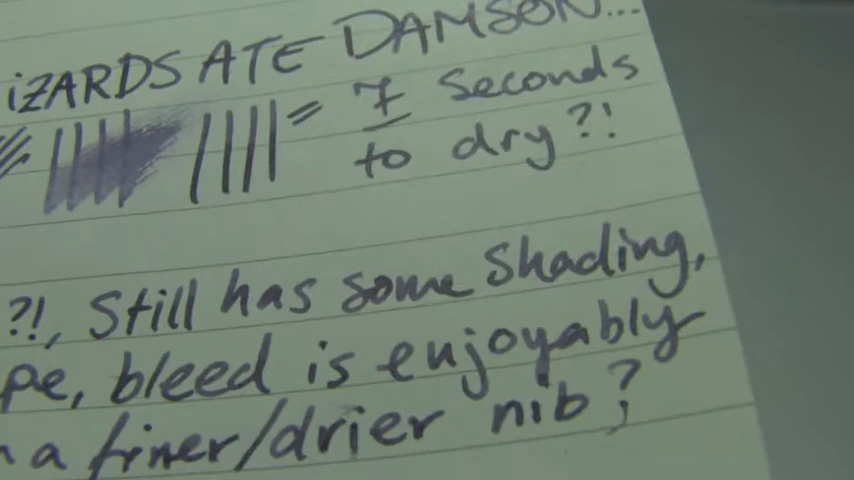 iZARDS ATE DAMSON...
= 7 Seconds
to dry ?!
?!, Still has some shading,
pe, bleed is enjoyably
a finer/drier nib?